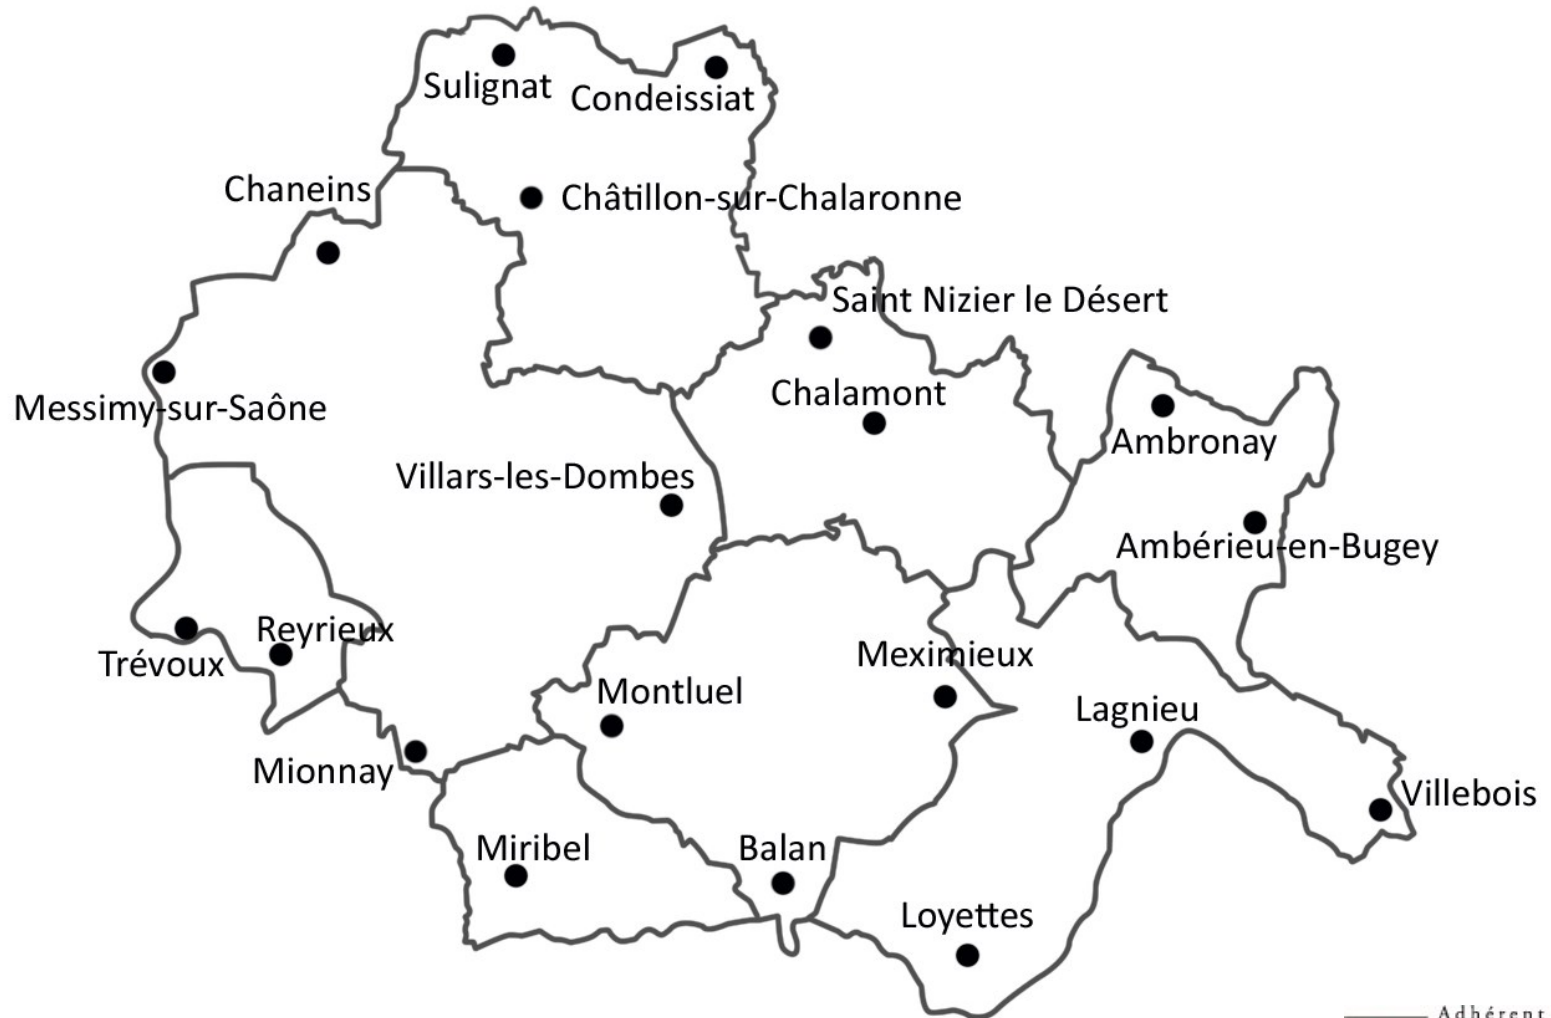 Sulignat
Condeissiat
Chaneins
Châtillon-sur-Chalaronne
Saint Nizier le Désert
Chalamont
Messimy-sur-Saône
Ambronay
Villars-les-Dombes
Ambérieu-en-Bugey
Reyrieux
Trévoux
Meximieux
Montluel
Lagnieu
Mionnay
Villebois
Miribel
Balan
Loyettes
Adhérent